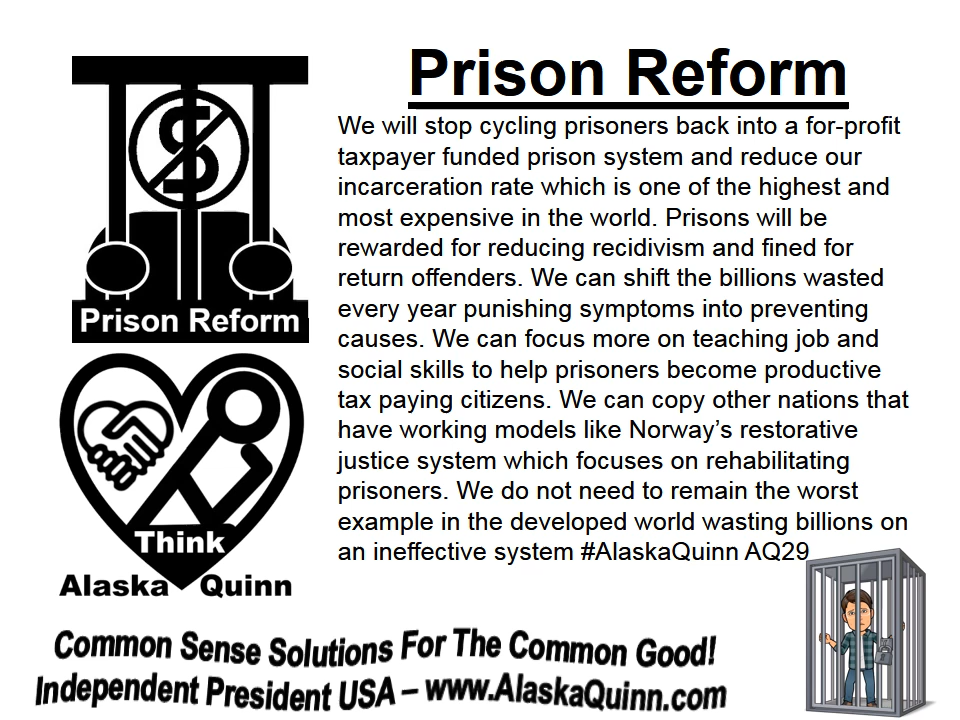 Prison Reform
We will stop cycling prisoners back into a for-profit
taxpayer funded prison system and reduce our
incarceration rate which is one of the highest and
most expensive in the world. Prisons will be
rewarded for reducing recidivism and fined for
return offenders. We can shift the billions wasted
every year punishing symptoms into preventing
causes. We can focus more on teaching job and
social skills to help prisoners become productive
tax paying citizens. We can copy other nations that
have working models like Norway’s restorative
justice system which focuses on rehabilitating
prisoners. We do not need to remain the worst
example in the developed world wasting billions on
an ineffective system #AlaskaQuinn AQ29
$
Prison Reform
Think
Alaska Quinn
Common Sense Solutions For The Common Good!
Independent President USA – www.AlaskaQuinn.com